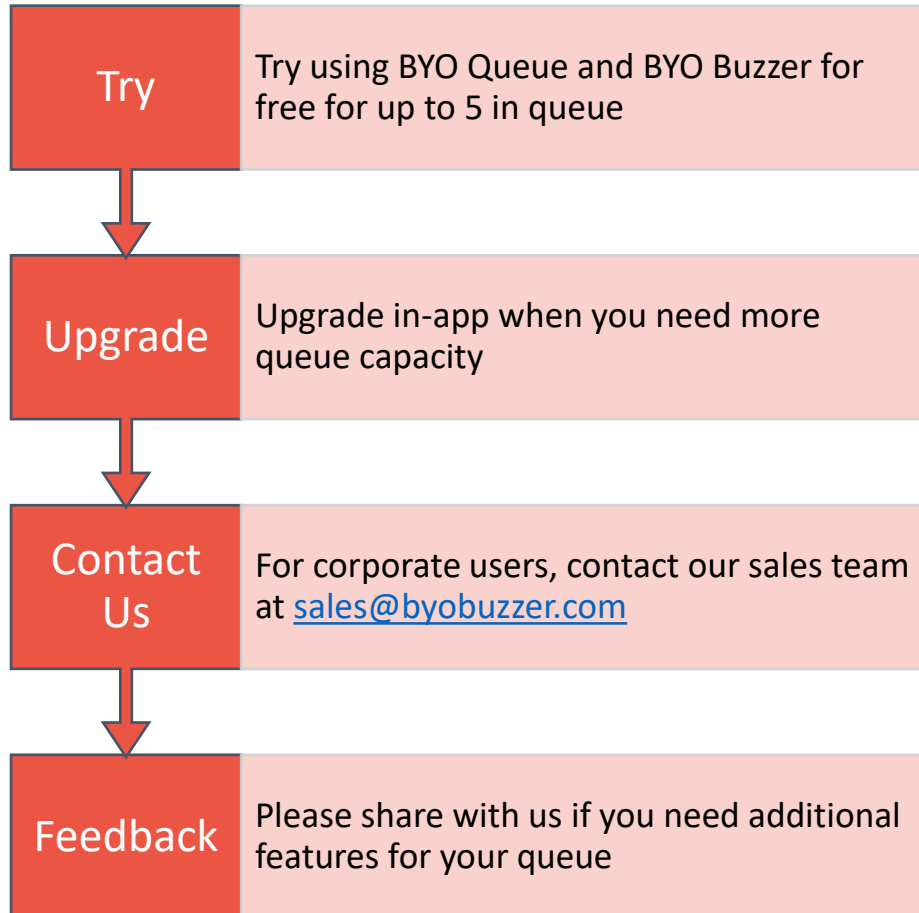 Try
Try using BYO Queue and BYO Buzzer for
free for up to 5 in queue
Upgrade
Upgrade in-app when you need more
queue capacity
Contact
Us
For corporate users, contact our sales team
at sales@byobuzzer.com
Feedback
Please share with us if you need additional
features for your queue